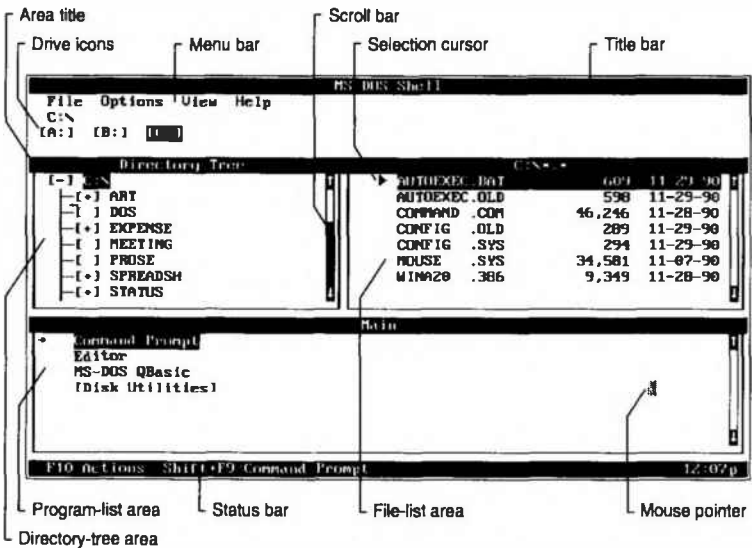 Area title
Scroll bar
Drive icons
Menu bar
Selection cursor
Title bar
MS-DOS Shell
File Options View Help
C:\
[A:] [B:]
Directory Tree
C:\*.*
[-] C:\
[+] ART
[ ] DOS
[+] EXPENSE
[ ] MEETING
[ ] PROSE
[+] SPREADSH
[+] STATUS
AUTOEXEC.BAT 609 11-29-90
AUTOEXEC.OLD 598 11-29-90
COMMAND .COM 46,246 11-28-90
CONFIG .OLD 209 11-29-90
CONFIG .SYS 294 11-29-90
MOUSE .SYS 34,581 11-07-90
WINA20 .386 9,349 11-28-90
Main
Command Prompt
Editor
MS-DOS QBasic
[Disk Utilities]
F10 Actions Shift+F9 Command Prompt 12:07p
Program-list area
Status bar
File-list area
Mouse pointer
Directory-tree area